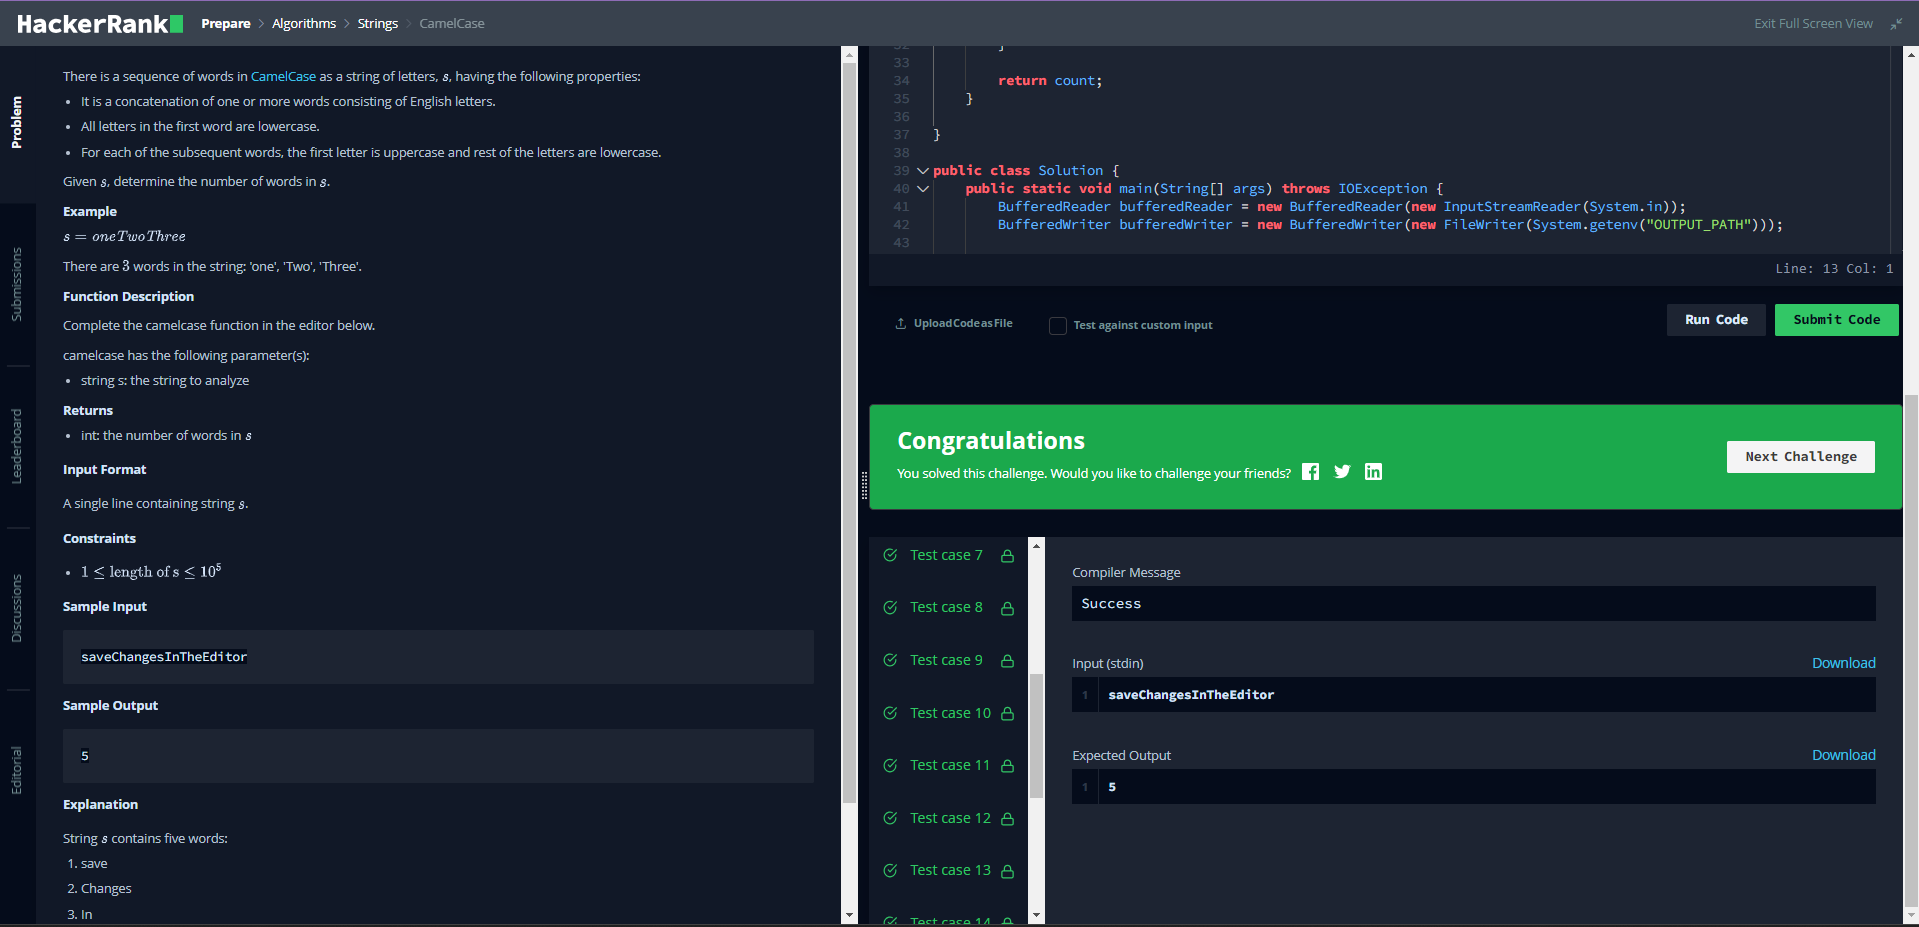 HackerRank Prepare > Algorithms > Strings > CamelCase
Exit Full Screen View
Problem
Submissions
Leaderboard
Discussions
Editorial
There is a sequence of words in CamelCase as a string of letters, s, having the following properties:
• It is a concatenation of one or more words consisting of English letters.
• All letters in the first word are lowercase.
• For each of the subsequent words, the first letter is uppercase and rest of the letters are lowercase.
Given s, determine the number of words in s.
Example
s = oneTwoThree
There are 3 words in the string: 'one', 'Two', 'Three'.
Function Description
Complete the camelcase function in the editor below.
camelcase has the following parameter(s):
• string s: the string to analyze
Returns
• int: the number of words in s
Input Format
A single line containing string s.
Constraints
• 1 ≤ length of s ≤ 10⁵
Sample Input
saveChangesInTheEditor
Sample Output
5
Explanation
String s contains five words:
1. save
2. Changes
3. In
32 }
33
34 return count;
35 }
36
37 }
38
39 public class Solution {
40 public static void main(String[] args) throws IOException {
41 BufferedReader bufferedReader = new BufferedReader(new InputStreamReader(System.in));
42 BufferedWriter bufferedWriter = new BufferedWriter(new FileWriter(System.getenv("OUTPUT_PATH")));
43
Line: 13 Col: 1
Upload Code as File
Test against custom input
Run Code
Submit Code
Congratulations
You solved this challenge. Would you like to challenge your friends?
Next Challenge
Test case 7
Test case 8
Test case 9
Test case 10
Test case 11
Test case 12
Test case 13
Test case 14
Compiler Message
Success
Input (stdin)
Download
1 saveChangesInTheEditor
Expected Output
Download
1 5